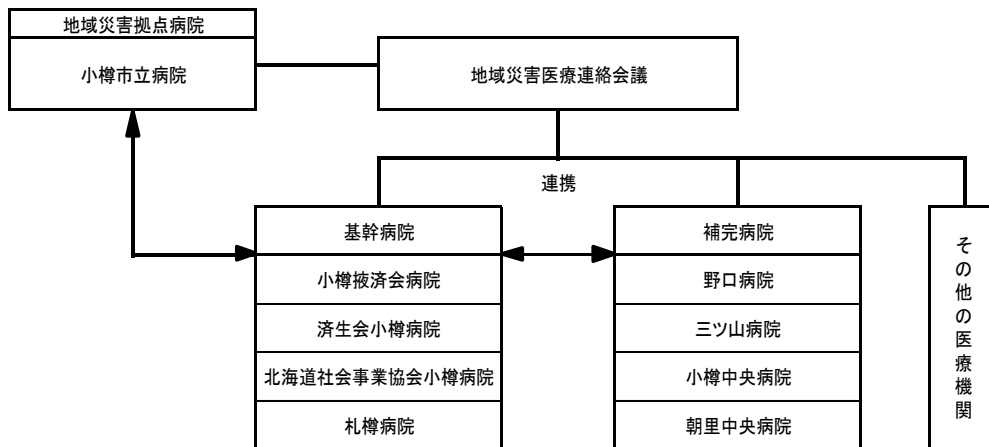 地域災害拠点病院
小樽市立病院
地域災害医療連絡会議
連携
基幹病院
小樽掖済会病院
済生会小樽病院
北海道社会事業協会小樽病院
札樽病院
補完病院
野口病院
三ツ山病院
小樽中央病院
朝里中央病院
その他の医療機関